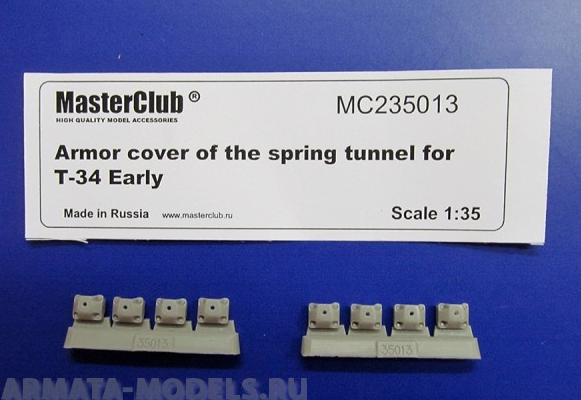 MasterClub ® MC235013
HIGH QUALITY MODEL ACCESSORIES
Armor cover of the spring tunnel for
T-34 Early
Made in Russia www.masterclub.ru Scale 1:35
35013 35013
ARMATA-MODELS.RU